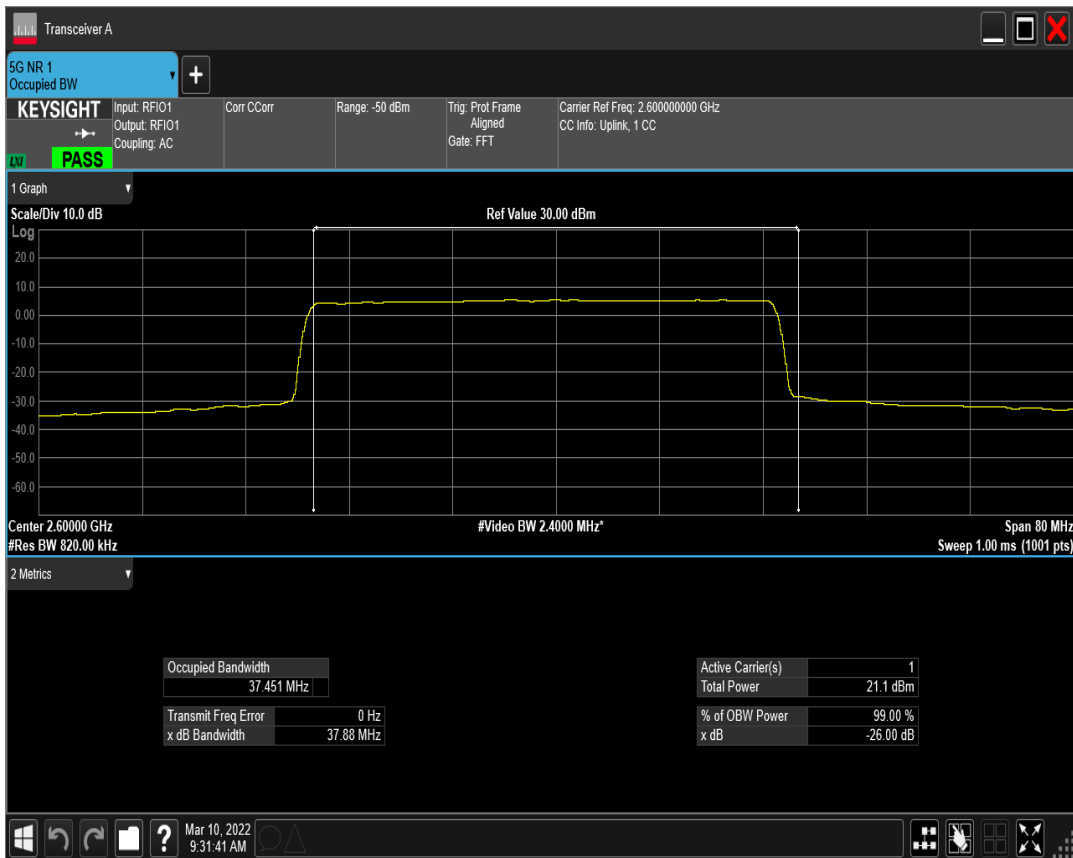 Transceiver A
5G NR 1
Occupied BW
+
KEYSIGHT
LXI
PASS
Input: RFIO1
Output: RFIO1
Coupling: AC
Corr CCorr
Range: -50 dBm
Trig: Prot Frame
Aligned
Gate: FFT
Carrier Ref Freq: 2.600000000 GHz
CC Info: Uplink, 1 CC
1 Graph
Scale/Div 10.0 dB
Ref Value 30.00 dBm
Log
20.0
10.0
0.00
-10.0
-20.0
-30.0
-40.0
-50.0
-60.0
Center 2.60000 GHz
#Video BW 2.4000 MHz*
Span 80 MHz
#Res BW 820.00 kHz
Sweep 1.00 ms (1001 pts)
2 Metrics
Occupied Bandwidth
37.451 MHz
Transmit Freq Error 0 Hz
x dB Bandwidth 37.88 MHz
Active Carrier(s) 1
Total Power 21.1 dBm
% of OBW Power 99.00 %
x dB -26.00 dB
?
Mar 10, 2022
9:31:41 AM